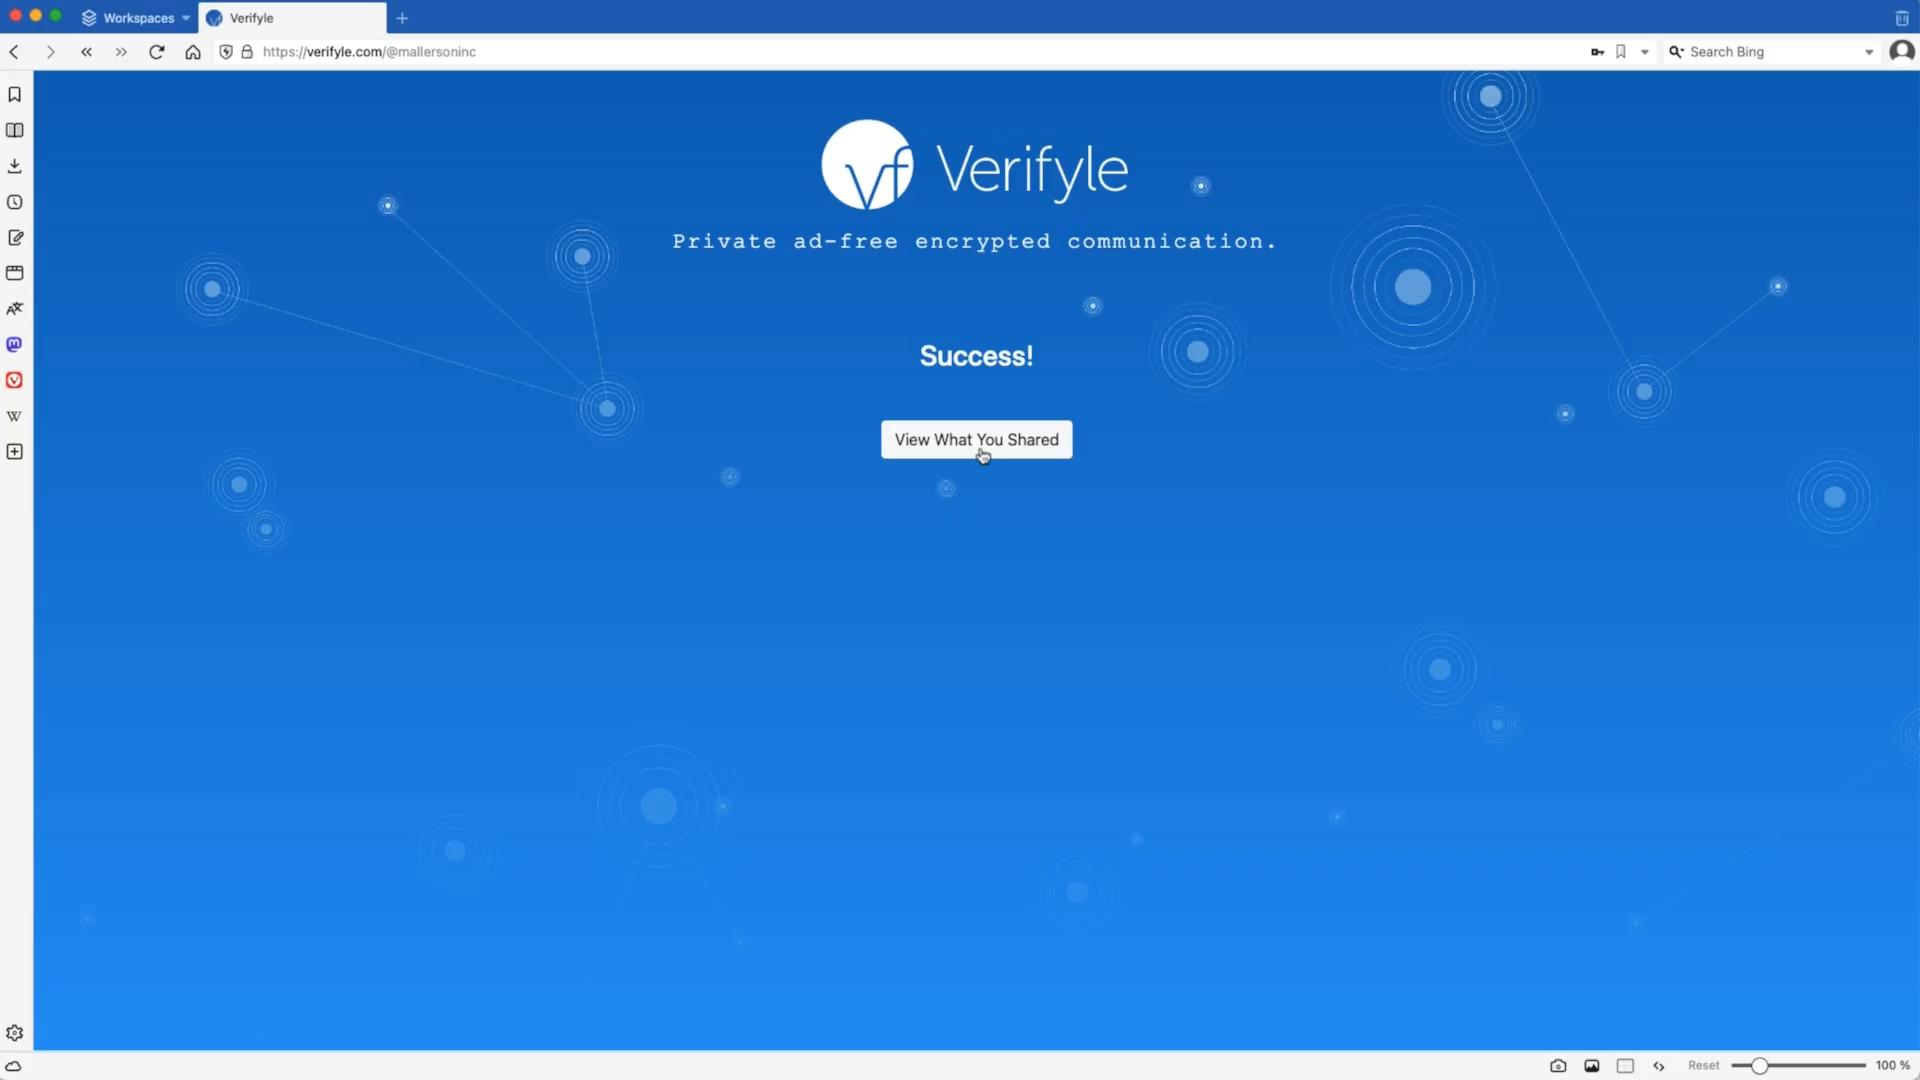 Workspaces
Verifyle
https://verifyle.com/@mallersoninc
Search Bing
vf Verifyle
Private ad-free encrypted communication.
Success!
View What You Shared
W
Reset
100 %